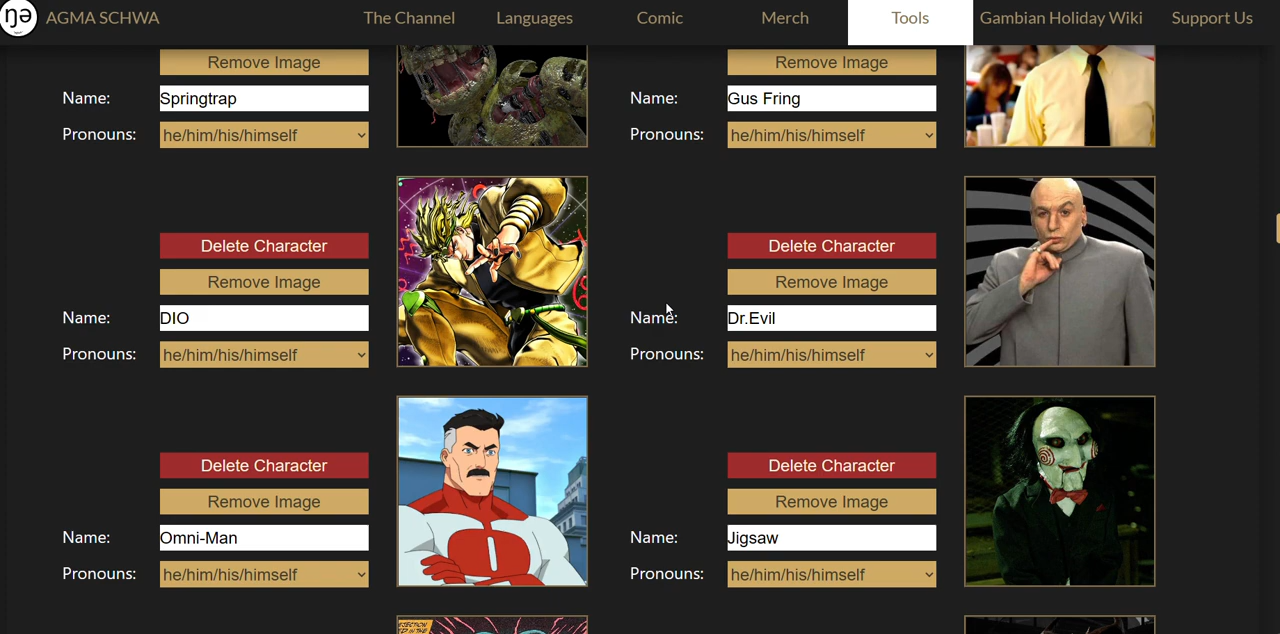 ŋə AGMA SCHWA The Channel Languages Comic Merch Tools Gambian Holiday Wiki Support Us
Remove Image Remove Image
Name: Springtrap Name: Gus Fring
Pronouns: he/him/his/himself Pronouns: he/him/his/himself
Delete Character Delete Character
Remove Image Remove Image
Name: DIO Name: Dr.Evil
Pronouns: he/him/his/himself Pronouns: he/him/his/himself
Delete Character Delete Character
Remove Image Remove Image
Name: Omni-Man Name: Jigsaw
Pronouns: he/him/his/himself Pronouns: he/him/his/himself